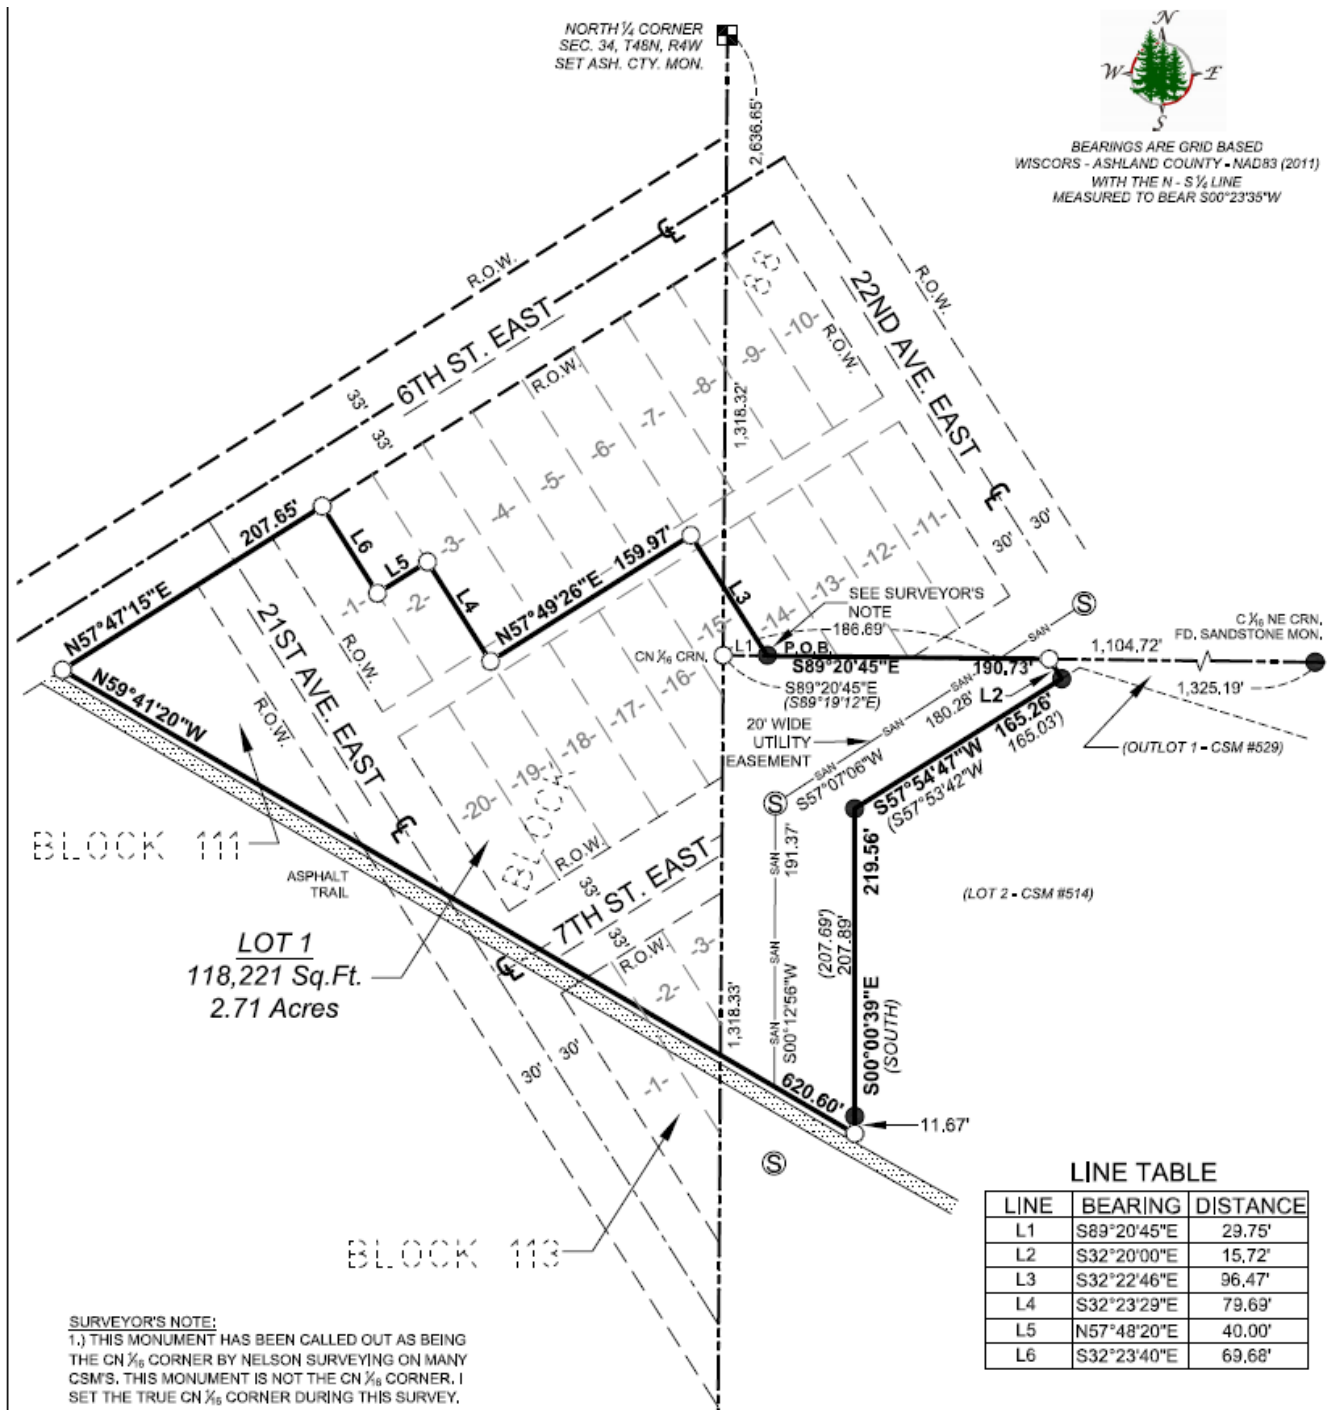 NORTH ¼ CORNER
SEC. 34, T48N, R4W
SET ASH. CTY. MON.
N
W
E
S
BEARINGS ARE GRID BASED
WISCORS - ASHLAND COUNTY - NAD83 (2011)
WITH THE N - S ¼ LINE
MEASURED TO BEAR S00°23'35"W
2,636.65'
R.O.W.
6TH ST. EAST
33'
33'
R.O.W.
88
22ND AVE. EAST
R.O.W.
R.O.W.
1,318.32'
-10-
-9-
-8-
-7-
-6-
-5-
-4-
-3-
-2-
-1-
-11-
-12-
-13-
-14-
-15-
-16-
-17-
-18-
-19-
-20-
30'
30'
N57°47'15"E 207.65'
L6
L5
L4
N57°49'26"E 159.97'
L3
SEE SURVEYOR'S
NOTE
186.69'
CN 1⁄16 CRN.
L1
P.O.B.
S89°20'45"E 190.73'
S89°20'45"E
(S89°19'12"E)
S
SAN
C 1⁄16 NE CRN.
FD. SANDSTONE MON.
1,104.72'
1,325.19'
L2
SAN
SAN
SAN
180.28'
S57°07'06"W
20' WIDE
UTILITY
EASEMENT
S57°54'47"W 165.26'
(S57°53'42"W 165.03')
(OUTLOT 1 - CSM #529)
N59°41'20"W
R.O.W.
21ST AVE. EAST
R.O.W.
BLOCK 111
ASPHALT
TRAIL
BLOCK
R.O.W.
33'
7TH ST. EAST
33'
R.O.W.
-3-
-2-
-1-
S
191.37'
SAN
SAN
SAN
S00°12'56"W
219.56'
(207.69')
207.89'
S00°00'39"E
(SOUTH)
(LOT 2 - CSM #514)
LOT 1
118,221 Sq.Ft.
2.71 Acres
30'
30'
1,318.33'
620.60'
11.67'
S
BLOCK 113
LINE TABLE
LINE BEARING DISTANCE
L1 S89°20'45"E 29.75'
L2 S32°20'00"E 15.72'
L3 S32°22'46"E 96.47'
L4 S32°23'29"E 79.69'
L5 N57°48'20"E 40.00'
L6 S32°23'40"E 69.68'
SURVEYOR'S NOTE:
1.) THIS MONUMENT HAS BEEN CALLED OUT AS BEING
THE CN 1⁄16 CORNER BY NELSON SURVEYING ON MANY
CSM'S. THIS MONUMENT IS NOT THE CN 1⁄16 CORNER. I
SET THE TRUE CN 1⁄16 CORNER DURING THIS SURVEY.